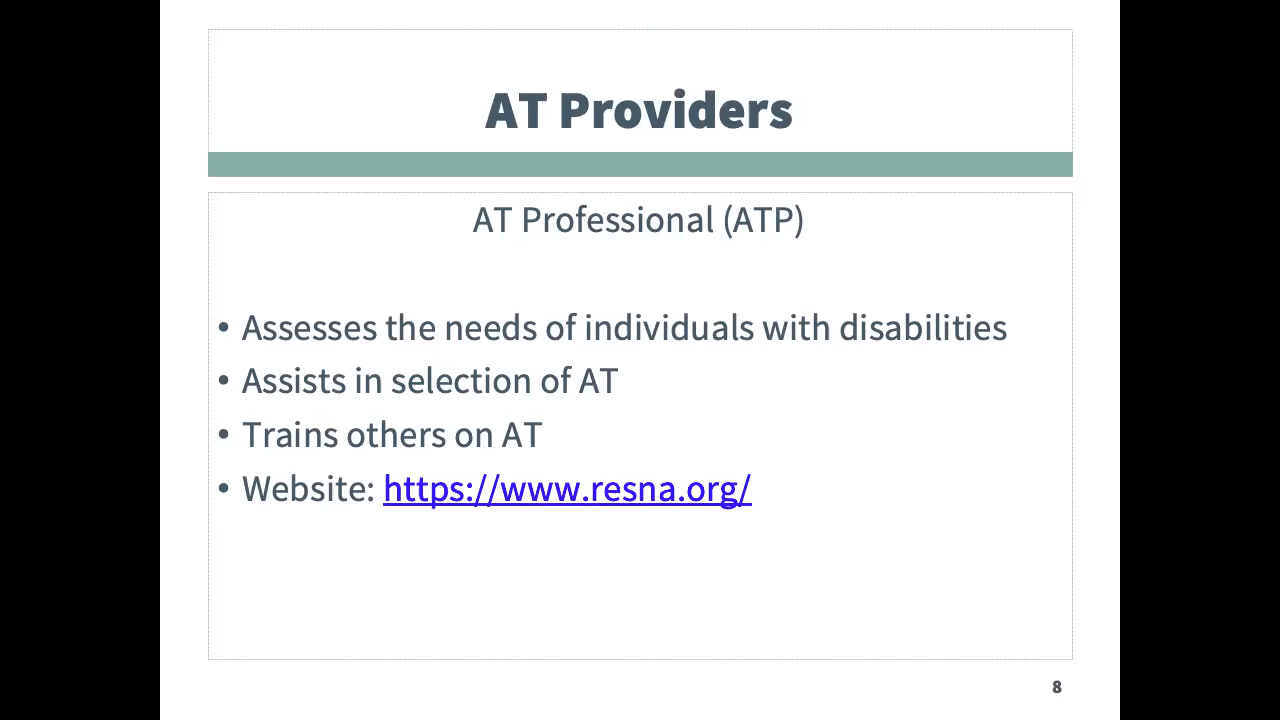 AT Providers
AT Professional (ATP)
• Assesses the needs of individuals with disabilities
• Assists in selection of AT
• Trains others on AT
• Website: https://www.resna.org/
8